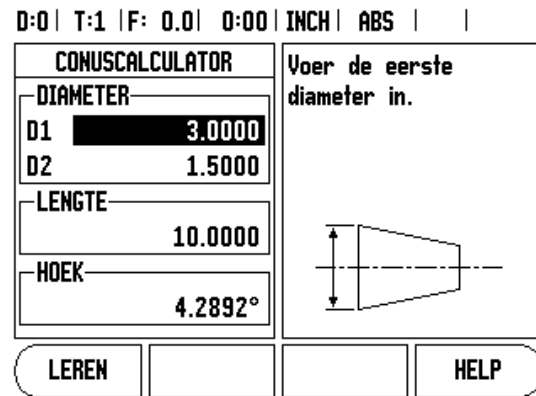 D:0 | T:1 | F: 0.0 | 0:00 | INCH | ABS | |
CONUSCALCULATOR
DIAMETER
D1 3.0000
D2 1.5000
LENGTE
10.0000
HOEK
4.2892°
Voer de eerste
diameter in.
LEREN
HELP